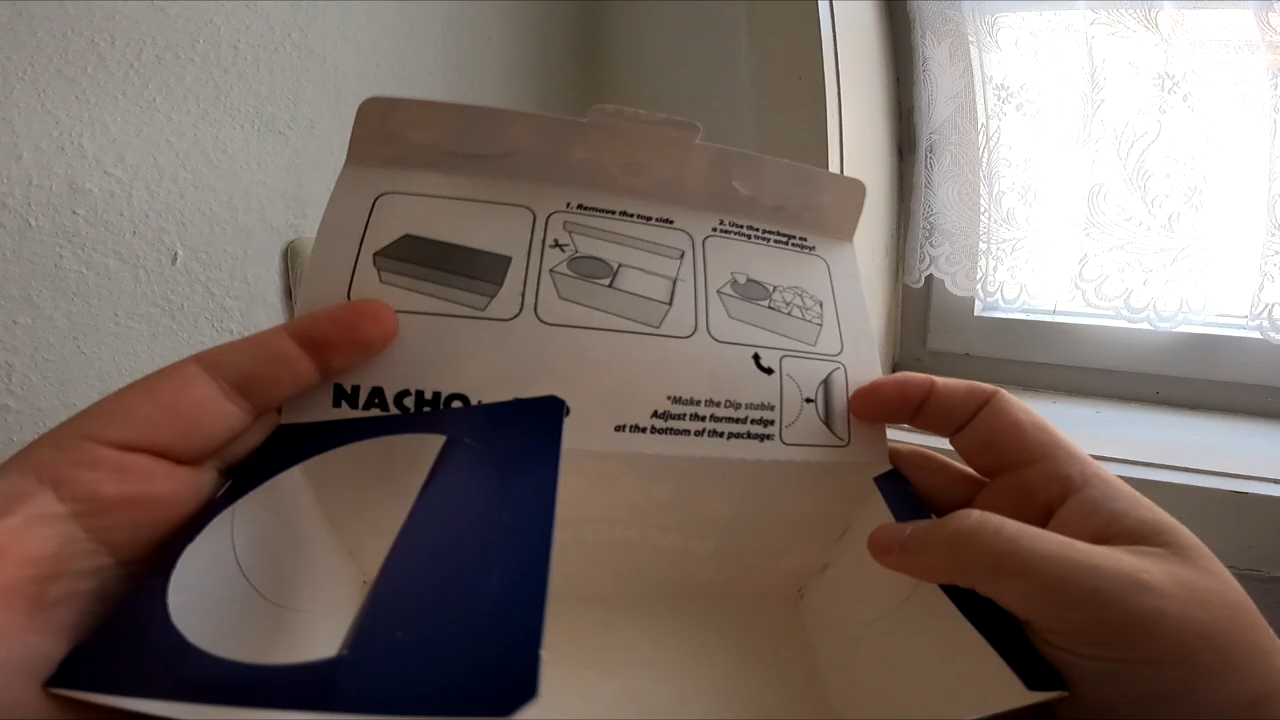 1. Remove the top side
2. Use the package as
a serving tray and enjoy!
NACHO
*Make the Dip stable
Adjust the formed edge
at the bottom of the package: